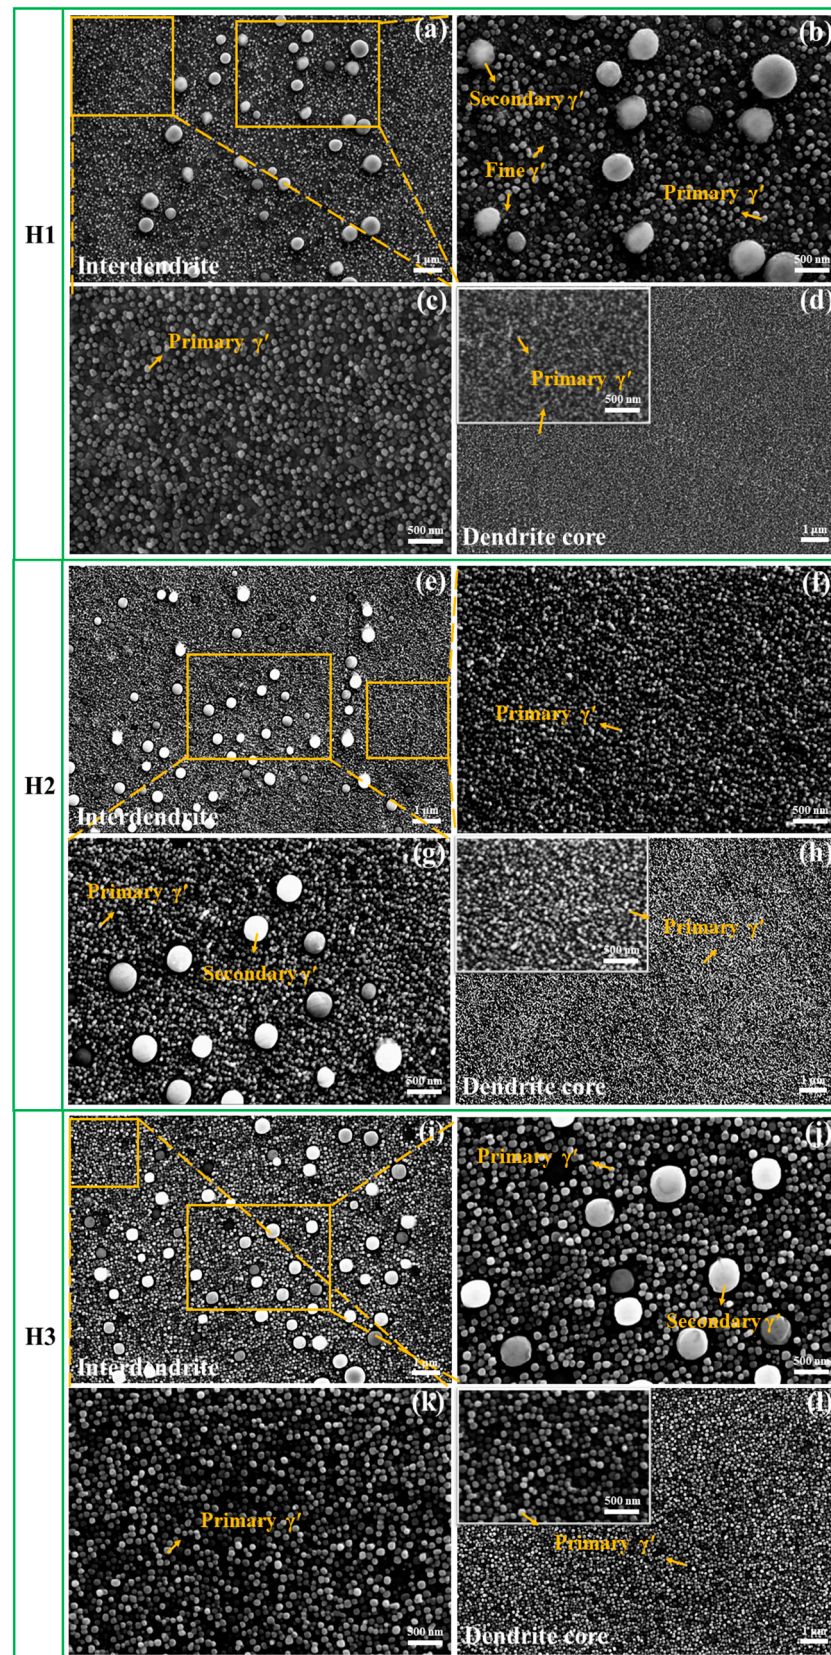 H1
(a)
Interdendrite
1 μm
(b)
Secondary γ′
Fine γ′
Primary γ′
500 nm
(c)
Primary γ′
500 nm
(d)
Primary γ′
500 nm
Dendrite core
1 μm
H2
(e)
Interdendrite
1 μm
(f)
Primary γ′
500 nm
(g)
Primary γ′
Secondary γ′
500 nm
(h)
Primary γ′
500 nm
Dendrite core
1 μm
H3
(i)
Interdendrite
1 μm
(j)
Primary γ′
Secondary γ′
500 nm
(k)
Primary γ′
500 nm
(l)
500 nm
Primary γ′
Dendrite core
1 μm